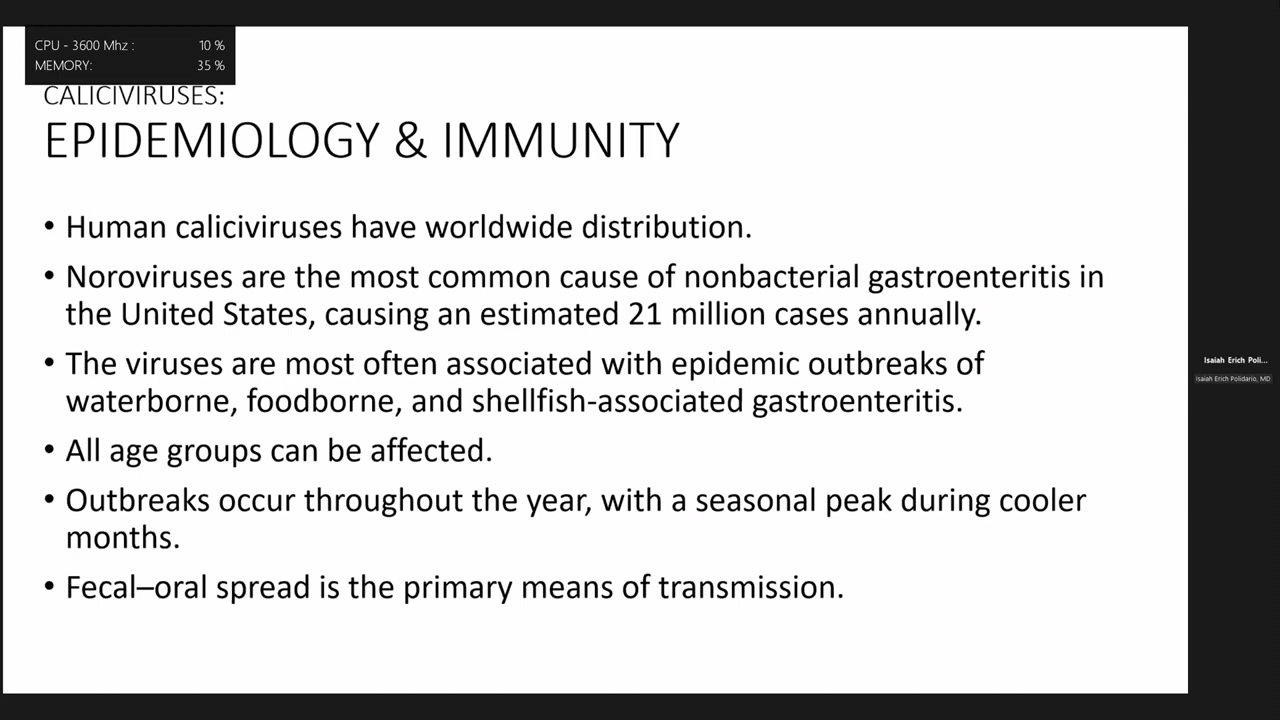 CPU - 3600 Mhz : 10 %
MEMORY: 35 %
CALICIVIRUSES:
EPIDEMIOLOGY & IMMUNITY
• Human caliciviruses have worldwide distribution.
• Noroviruses are the most common cause of nonbacterial gastroenteritis in
the United States, causing an estimated 21 million cases annually.
• The viruses are most often associated with epidemic outbreaks of
waterborne, foodborne, and shellfish-associated gastroenteritis.
• All age groups can be affected.
• Outbreaks occur throughout the year, with a seasonal peak during cooler
months.
• Fecal–oral spread is the primary means of transmission.
Isaiah Erich Poli...
Isaiah Erich Polidario, MD